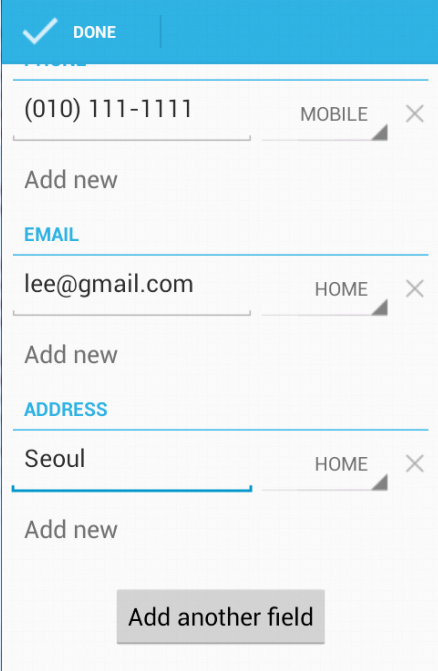 DONE
PHONE
(010) 111-1111
MOBILE
Add new
EMAIL
lee@gmail.com
HOME
Add new
ADDRESS
Seoul
HOME
Add new
Add another field